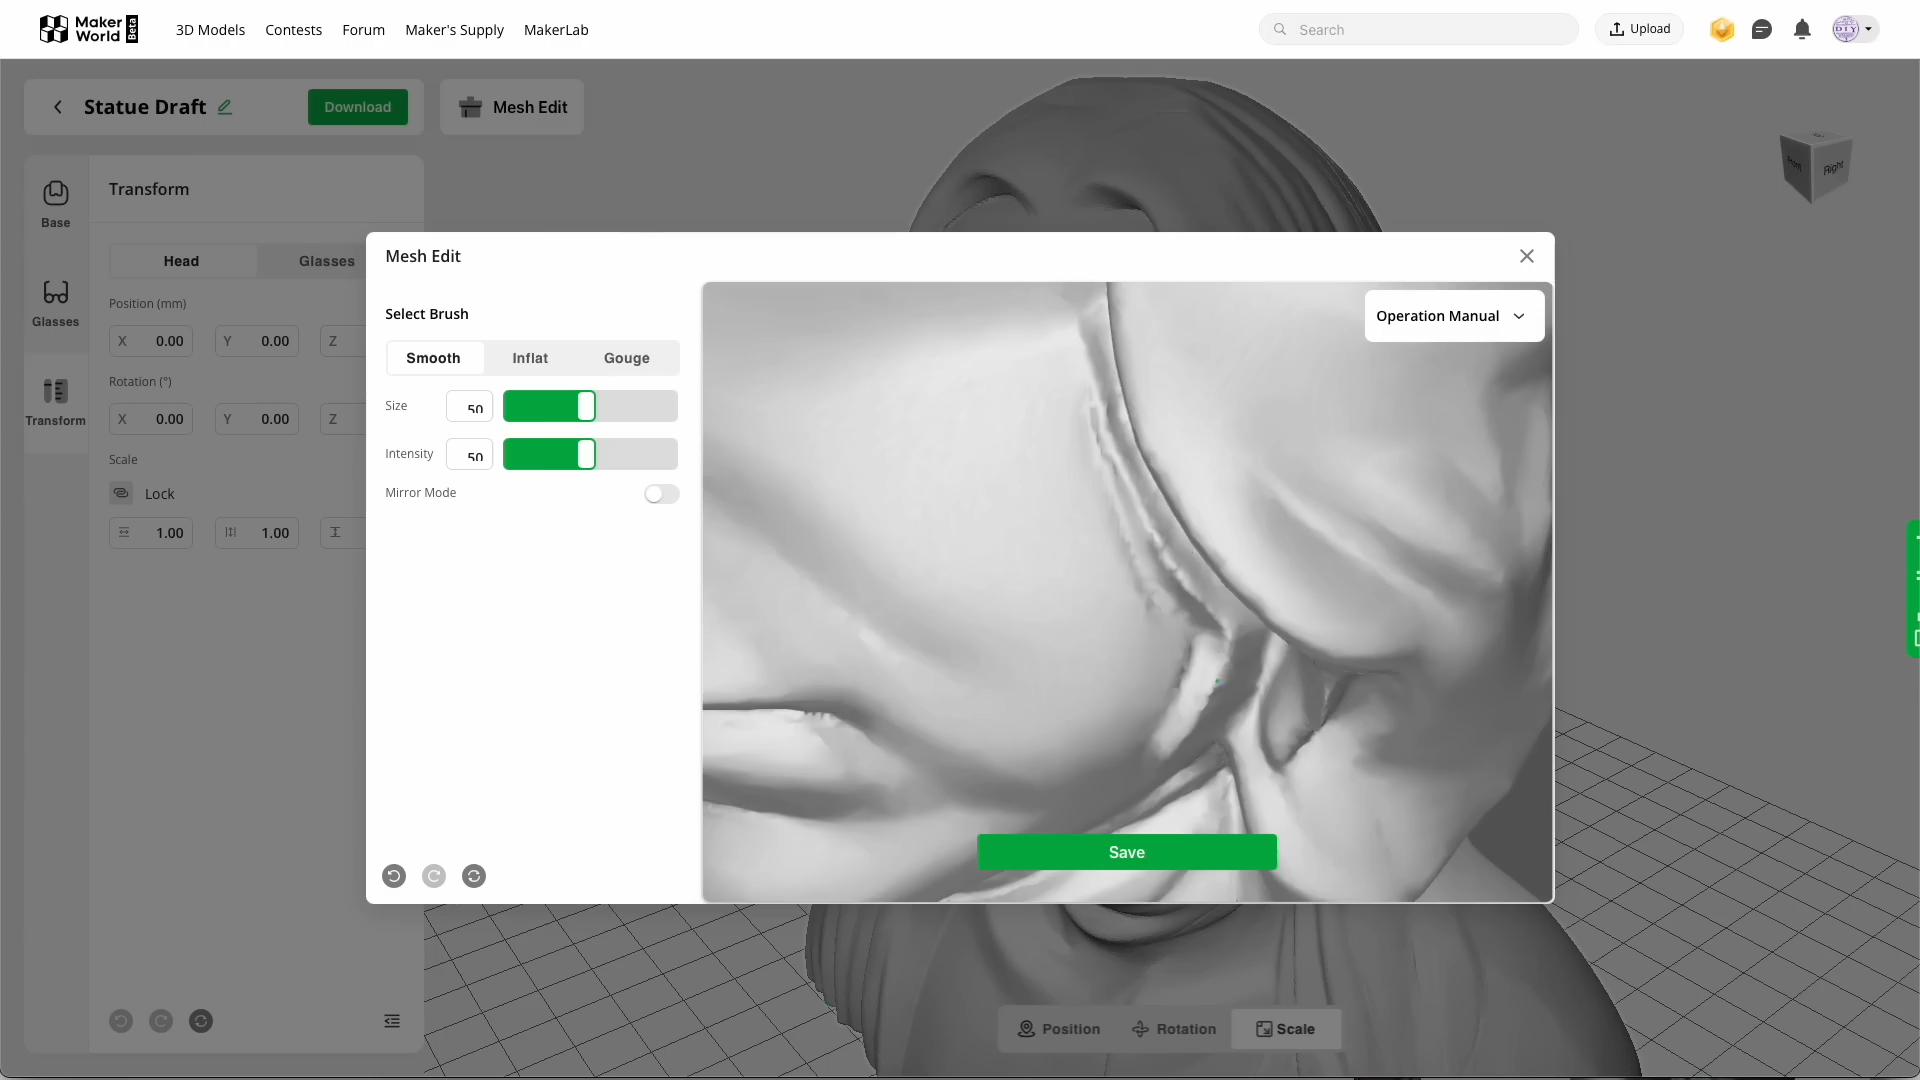 Maker
World
Beta
3D Models
Contests
Forum
Maker's Supply
MakerLab
Search
Upload
DIY
Statue Draft
Download
Mesh Edit
Base
Glasses
Transform
Transform
Head
Glasses
Position (mm)
X 0.00
Y 0.00
Z
Rotation (°)
X 0.00
Y 0.00
Z
Scale
Lock
1.00
1.00
Mesh Edit
Select Brush
Smooth
Inflat
Gouge
Size
50
Intensity
50
Mirror Mode
Operation Manual
Save
Front
Right
Position
Rotation
Scale